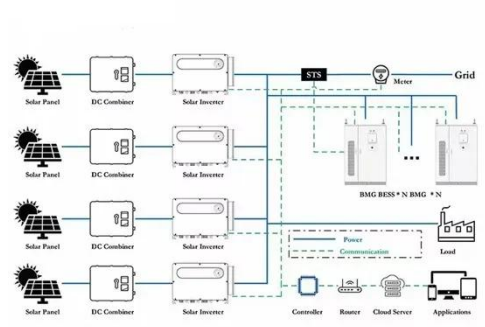 STS
Meter
Grid
Solar Panel
DC Combiner
Solar Inverter
Solar Panel
DC Combiner
Solar Inverter
BMG BESS * N BMG * N
Solar Panel
DC Combiner
Solar Inverter
Power
Communication
Load
Solar Panel
DC Combiner
Solar Inverter
Controller
Router
Cloud Server
Applications